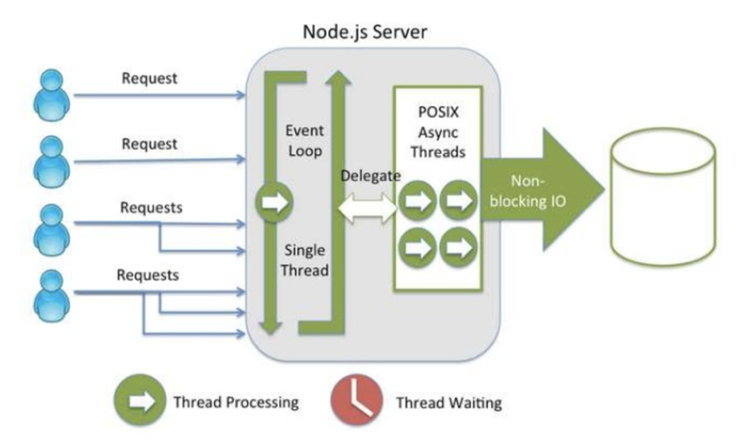 Node.js Server
Request
Request
Requests
Requests
Event
Loop
Single
Thread
Delegate
POSIX
Async
Threads
Non-
blocking IO
Thread Processing
Thread Waiting